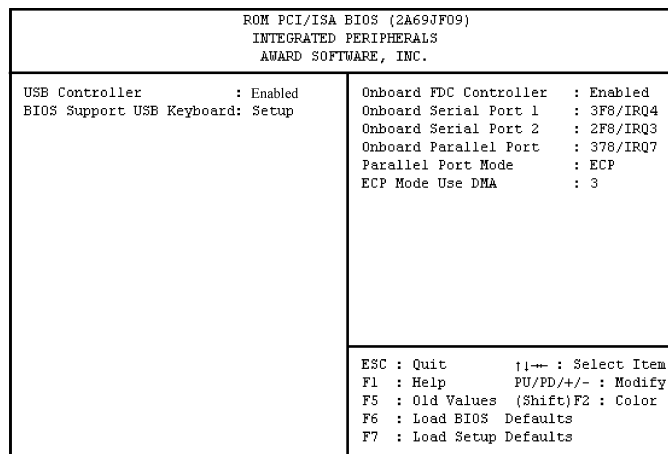 ROM PCI/ISA BIOS (2A69JF09)
INTEGRATED PERIPHERALS
AWARD SOFTWARE, INC.
USB Controller : Enabled
BIOS Support USB Keyboard: Setup
Onboard FDC Controller : Enabled
Onboard Serial Port 1 : 3F8/IRQ4
Onboard Serial Port 2 : 2F8/IRQ3
Onboard Parallel Port : 378/IRQ7
Parallel Port Mode : ECP
ECP Mode Use DMA : 3
ESC : Quit ↑↓→← : Select Item
F1 : Help PU/PD/+/- : Modify
F5 : Old Values (Shift)F2 : Color
F6 : Load BIOS Defaults
F7 : Load Setup Defaults